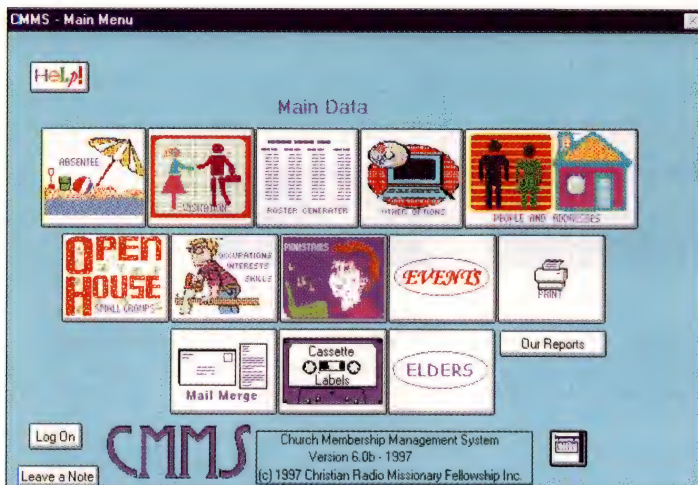 CMMS - Main Menu
HeLp!
Main Data
ABSENTEE
VISITATION
ROSTER GENERATER
OTHER OPTIONS
PEOPLE AND ADDRESSES
OPEN
HOUSE
SMALL GROUPS
OCCUPATIONS
INTERESTS
SKILLS
MINISTRIES
EVENTS
PRINT
Mail Merge
Cassette
Labels
ELDERS
Our Reports
Log On
Leave a Note
CMMS
Church Membership Management System
Version 6.0b - 1997
(c) 1997 Christian Radio Missionary Fellowship Inc.